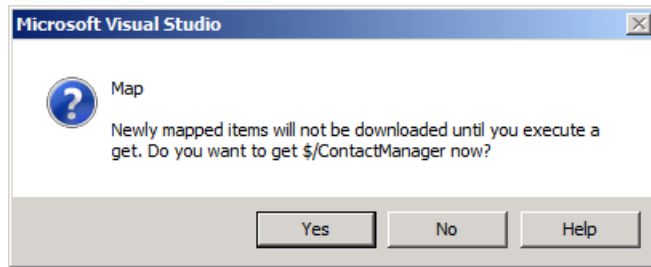 Microsoft Visual Studio
Map
Newly mapped items will not be downloaded until you execute a
get. Do you want to get $/ContactManager now?
Yes No Help